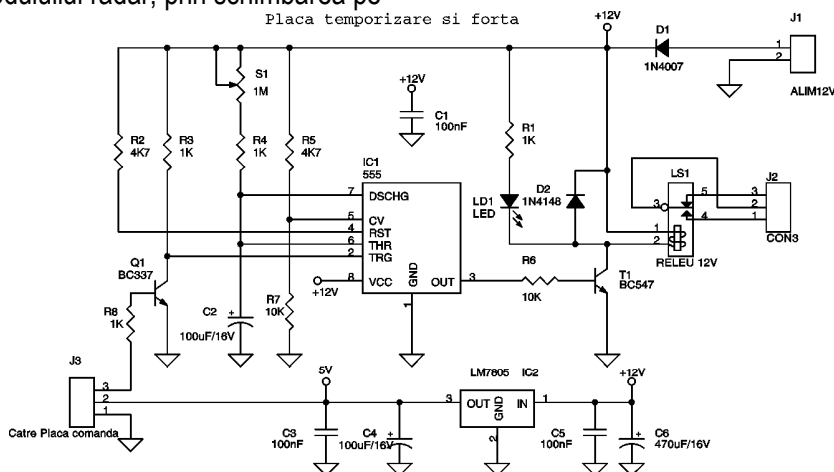 odulului radar, prin schimbarea pe
Placa temporizare si forta
+12V
D1
1N4007
J1
1
2
ALIM12V
S1
1M
+12V
C1
100nF
R2
4K7
R3
1K
R4
1K
R5
4K7
R1
1K
IC1
555
7 DSCHG
5 CV
4 RST
6 THR
2 TRG
8 VCC
GND
1
OUT 3
+12V
LD1
LED
D2
1N4148
LS1
3
5
4
1
2
RELEU 12V
J2
3
2
1
CON3
Q1
BC337
R8
1K
C2
100uF/16V
R7
10K
R6
10K
T1
BC547
J3
3
2
1
Catre Placa comanda
5V
LM7805 IC2
3 OUT
GND
IN 1
2
+12V
C3
100nF
C4
100uF/16V
C5
100nF
C6
470uF/16V